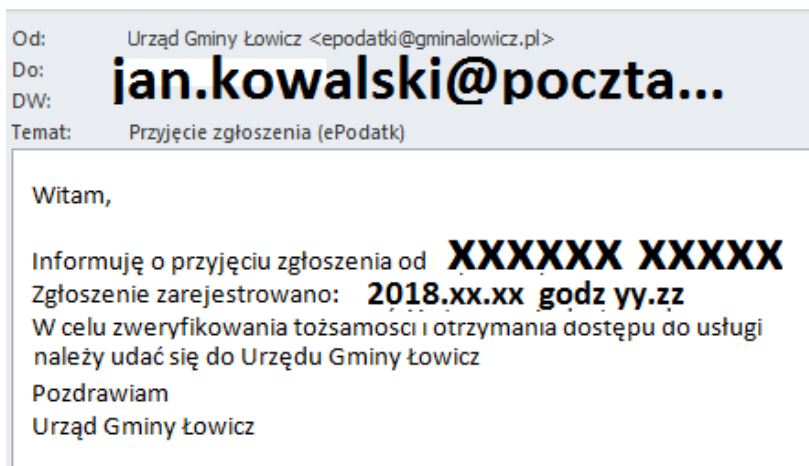 Od: Urząd Gminy Łowicz <epodatki@gminalowicz.pl>
Do: jan.kowalski@poczta...
DW:
Temat: Przyjęcie zgłoszenia (ePodatk)
Witam,
Informuję o przyjęciu zgłoszenia od XXXXXX XXXXX
Zgłoszenie zarejestrowano: 2018.xx.xx godz yy.zz
W celu zweryfikowania tożsamości i otrzymania dostępu do usługi
należy udać się do Urzędu Gminy Łowicz
Pozdrawiam
Urząd Gminy Łowicz